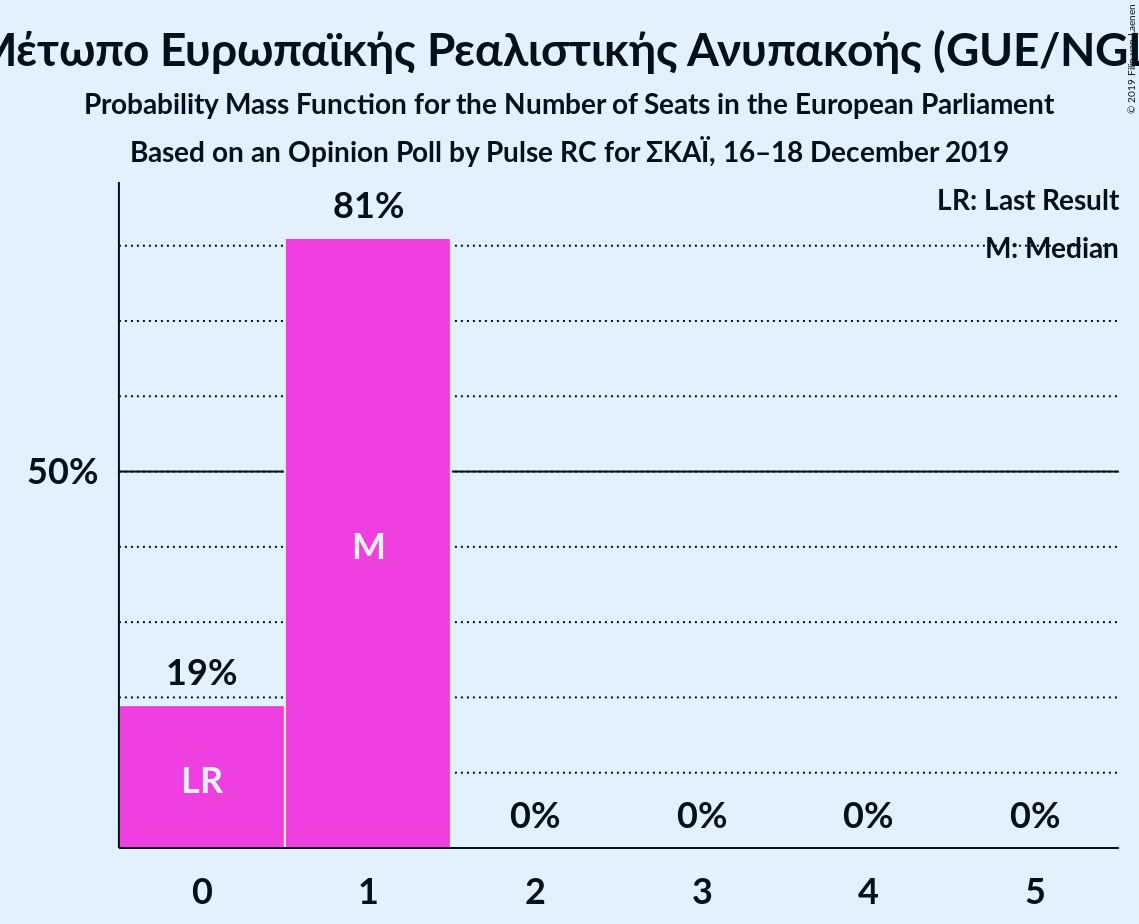 Μέτωπο Ευρωπαϊκής Ρεαλιστικής Ανυπακοής (GUE/NGL
Probability Mass Function for the Number of Seats in the European Parliament
Based on an Opinion Poll by Pulse RC for ΣΚΑΪ, 16–18 December 2019
© 2019 Filip van Laenen
LR: Last Result
M: Median
81%
50%
M
19%
LR
0% 0% 0% 0%
0 1 2 3 4 5